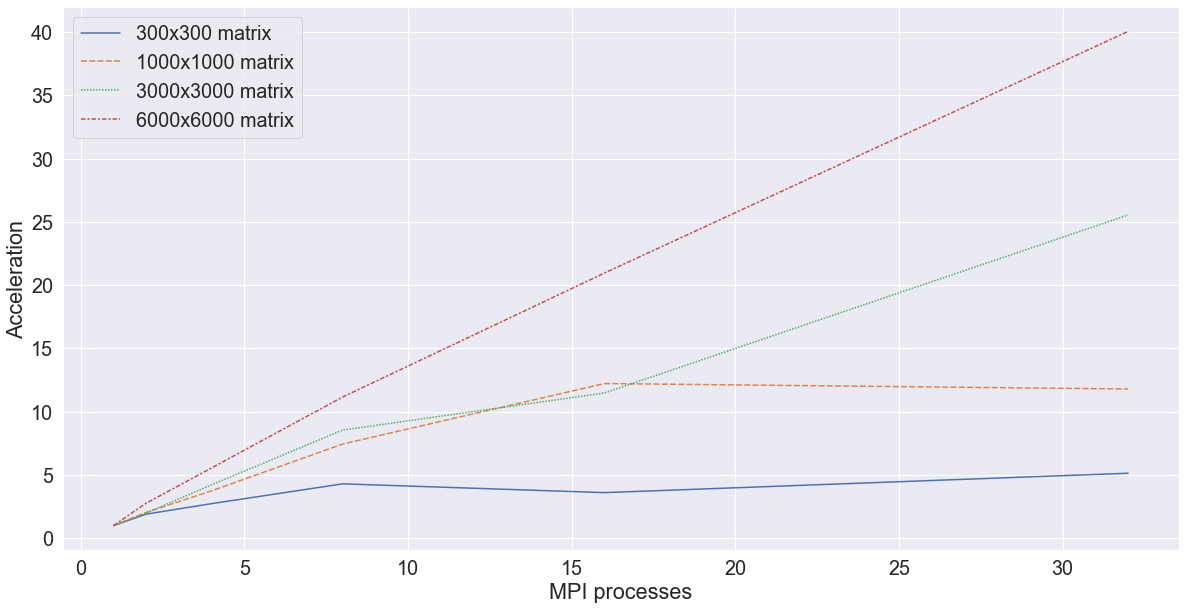 300x300 matrix
1000x1000 matrix
3000x3000 matrix
6000x6000 matrix
40
35
30
25
20
15
10
5
0
Acceleration
0 5 10 15 20 25 30
MPI processes